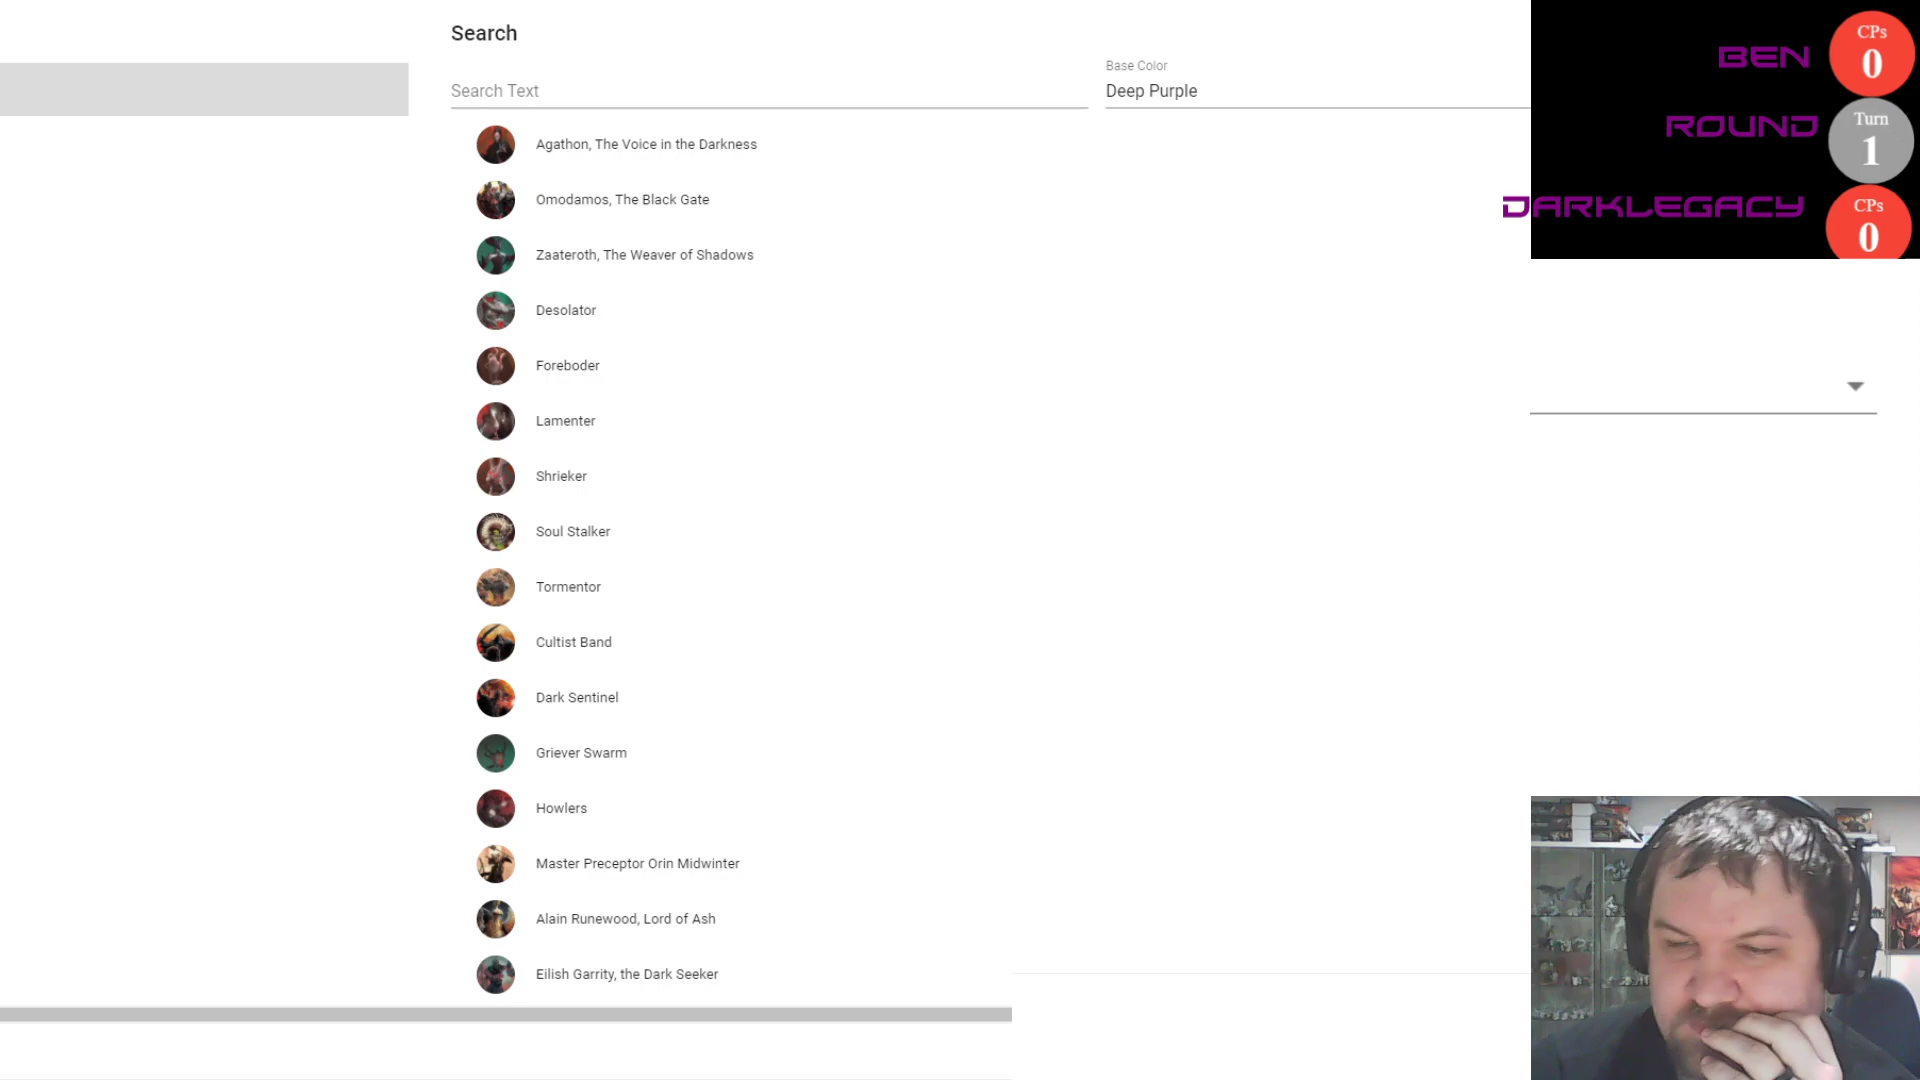 Search
Search Text
Base Color
Deep Purple
Agathon, The Voice in the Darkness
Omodamos, The Black Gate
Zaateroth, The Weaver of Shadows
Desolator
Foreboder
Lamenter
Shrieker
Soul Stalker
Tormentor
Cultist Band
Dark Sentinel
Griever Swarm
Howlers
Master Preceptor Orin Midwinter
Alain Runewood, Lord of Ash
Eilish Garrity, the Dark Seeker
BEN
CPs
0
ROUND
Turn
1
DARKLEGACY
CPs
0